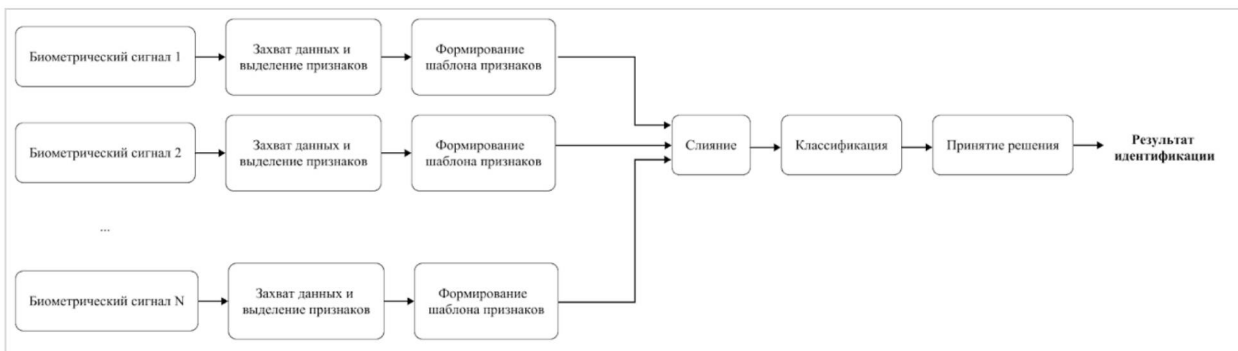 Биометрический сигнал 1
Захват данных и
выделение признаков
Формирование
шаблона признаков
Биометрический сигнал 2
Захват данных и
выделение признаков
Формирование
шаблона признаков
Слияние
Классификация
Принятие решения
Результат
идентификации
...
Биометрический сигнал N
Захват данных и
выделение признаков
Формирование
шаблона признаков